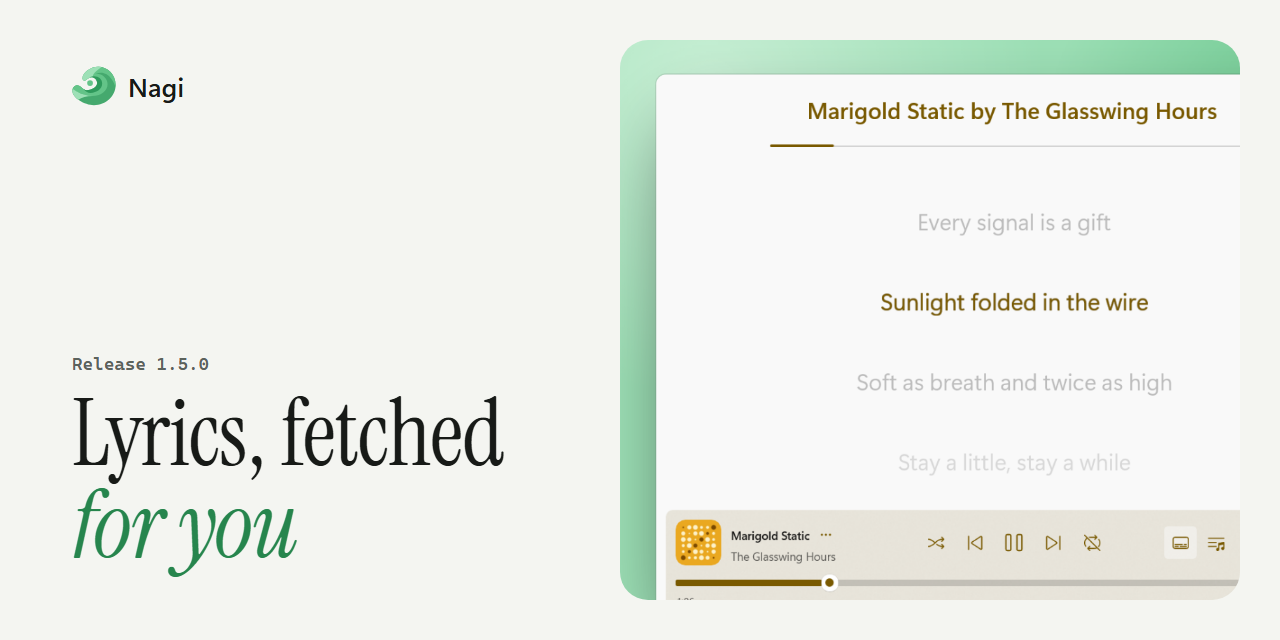 Nagi
Release 1.5.0
Lyrics, fetched
for you
Marigold Static by The Glasswing Hours
Every signal is a gift
Sunlight folded in the wire
Soft as breath and twice as high
Stay a little, stay a while
Marigold Static
The Glasswing Hours